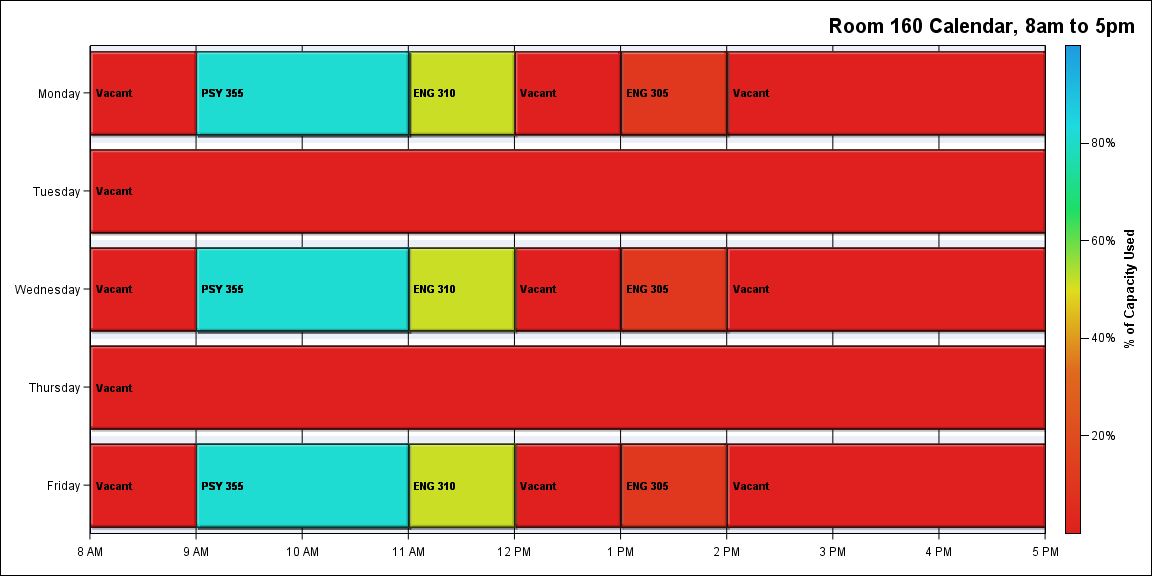 Room 160 Calendar, 8am to 5pm
Monday
Vacant
PSY 355
ENG 310
Vacant
ENG 305
Vacant
Tuesday
Vacant
Wednesday
Vacant
PSY 355
ENG 310
Vacant
ENG 305
Vacant
Thursday
Vacant
Friday
Vacant
PSY 355
ENG 310
Vacant
ENG 305
Vacant
8 AM
9 AM
10 AM
11 AM
12 PM
1 PM
2 PM
3 PM
4 PM
5 PM
80%
60%
40%
20%
% of Capacity Used